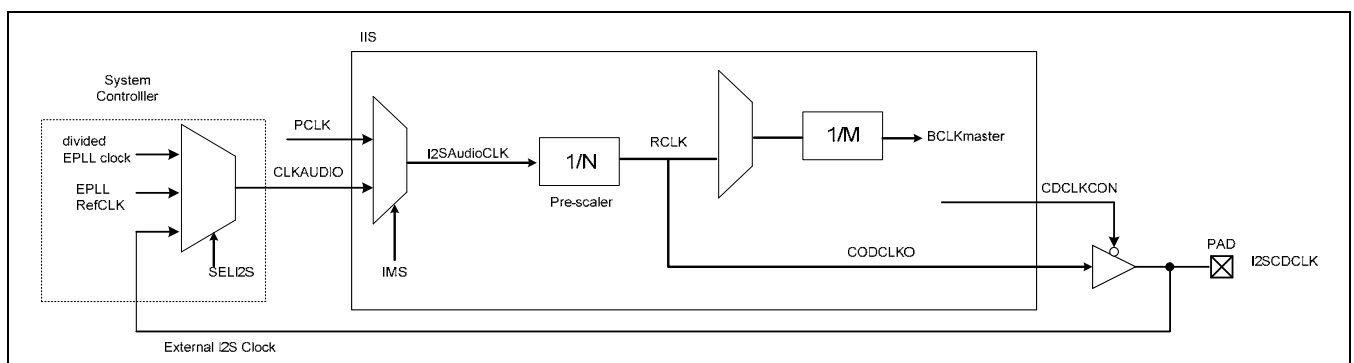 IIS
System
Controlller
divided
EPLL clock
EPLL
RefCLK
SELI2S
CLKAUDIO
PCLK
IMS
I2SAudioCLK
1/N
Pre-scaler
RCLK
1/M
BCLKmaster
CDCLKCON
CODCLKO
PAD
I2SCDCLK
External I2S Clock